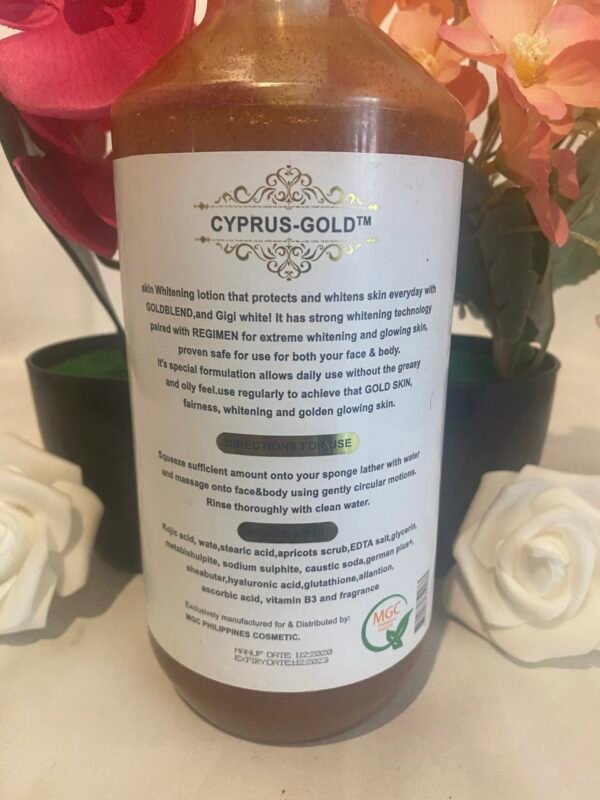 CYPRUS-GOLD™
skin Whitening lotion that protects and whitens skin everyday with
GOLDBLEND,and Gigi white! It has strong whitening technology
paired with REGIMEN for extreme whitening and glowing skin,
proven safe for use for both your face & body.
it's special formulation allows daily use without the greasy
and oily feel.use regularly to achieve that GOLD SKIN,
fairness, whitening and golden glowing skin.
DIRECTIONS FOR USE
Squeeze sufficient amount onto your sponge lather with water
and massage onto face&body using gently circular motions.
Rinse thoroughly with clean water.
Kojic acid, wate,stearic acid,apricots scrub,EDTA salt,glycerin,
metabishulpite, sodium sulphite, caustic soda,german plus+,
sheabuter,hyaluronic acid,glutathione,allantion,
ascorbic acid, vitamin B3 and fragrance
Exclusively manufactured for & Distributed by:
MGC PHILIPPINES COSMETIC.
MGC
MANUF DATE: 112:2020
EXPIRYDATE:112:2023